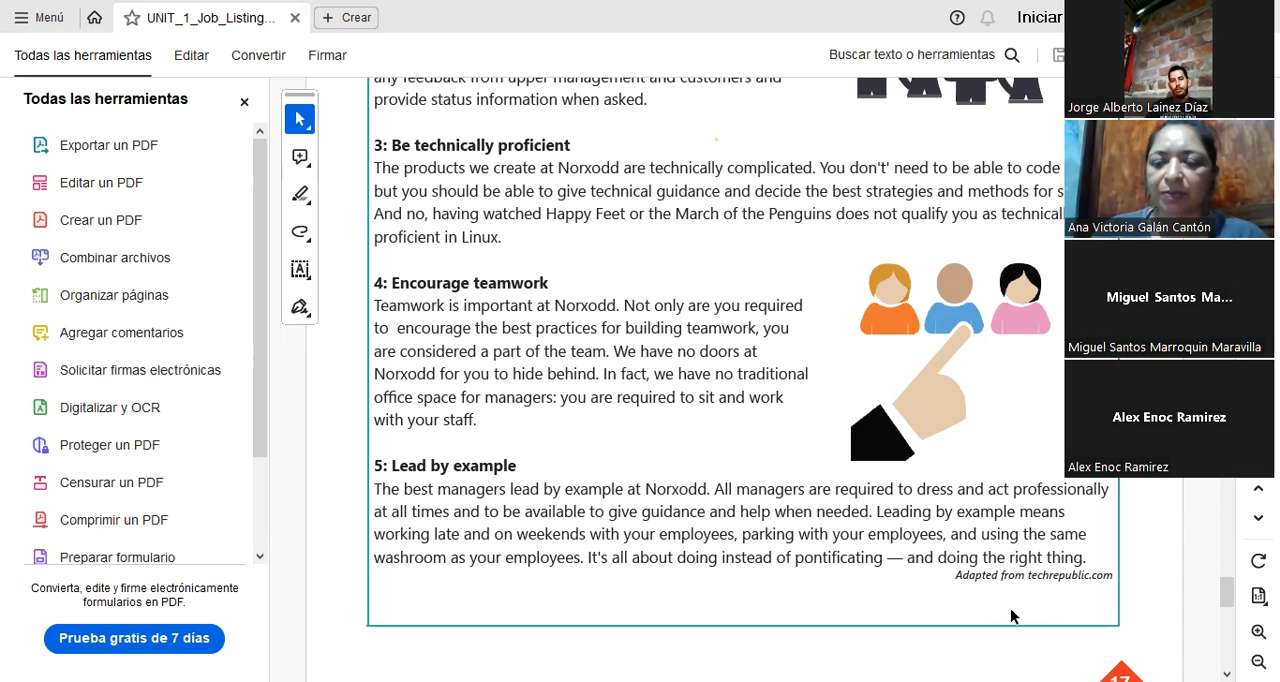 Menú
UNIT_1_Job_Listing...
Crear
Iniciar
Todas las herramientas
Editar
Convertir
Firmar
Buscar texto o herramientas
Todas las herramientas
Exportar un PDF
Editar un PDF
Crear un PDF
Combinar archivos
Organizar páginas
Agregar comentarios
Solicitar firmas electrónicas
Digitalizar y OCR
Proteger un PDF
Censurar un PDF
Comprimir un PDF
Preparar formulario
Convierta, edite y firme electrónicamente
formularios en PDF.
Prueba gratis de 7 días
any feedback from upper management and customers and
provide status information when asked.
3: Be technically proficient
The products we create at Norxodd are technically complicated. You don't' need to be able to code
but you should be able to give technical guidance and decide the best strategies and methods for s
And no, having watched Happy Feet or the March of the Penguins does not qualify you as technical
proficient in Linux.
4: Encourage teamwork
Teamwork is important at Norxodd. Not only are you required
to encourage the best practices for building teamwork, you
are considered a part of the team. We have no doors at
Norxodd for you to hide behind. In fact, we have no traditional
office space for managers: you are required to sit and work
with your staff.
5: Lead by example
The best managers lead by example at Norxodd. All managers are required to dress and act professionally
at all times and to be available to give guidance and help when needed. Leading by example means
working late and on weekends with your employees, parking with your employees, and using the same
washroom as your employees. It's all about doing instead of pontificating — and doing the right thing.
Adapted from techrepublic.com
17
Jorge Alberto Lainez Díaz
Ana Victoria Galán Cantón
Miguel Santos Ma...
Miguel Santos Marroquin Maravilla
Alex Enoc Ramirez
Alex Enoc Ramirez